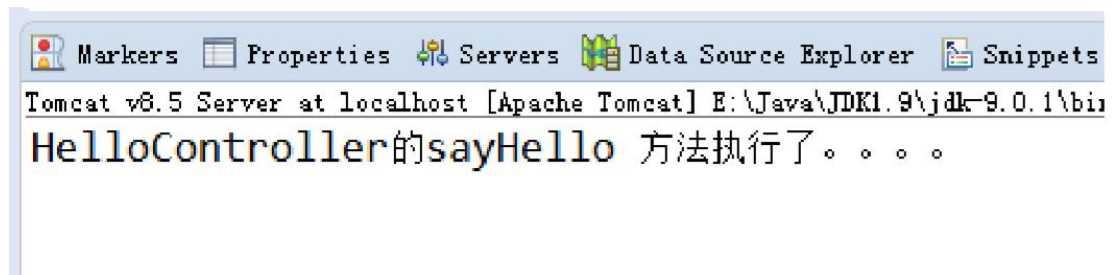 Markers Properties Servers Data Source Explorer Snippets
Tomcat v8.5 Server at localhost [Apache Tomcat] E:\Java\JDK1.9\jdk-9.0.1\bin
HelloController的sayHello 方法执行了。。。。